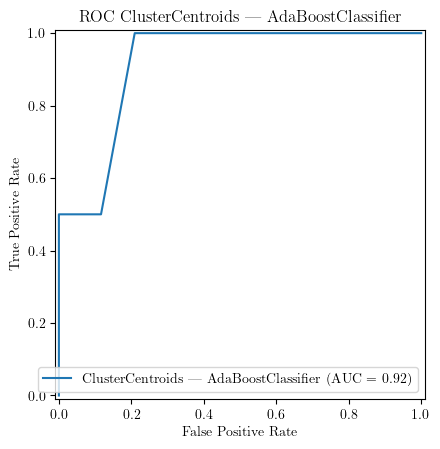 ROC ClusterCentroids — AdaBoostClassifier
1.0
0.8
0.6
0.4
0.2
0.0
True Positive Rate
ClusterCentroids — AdaBoostClassifier (AUC = 0.92)
0.0 0.2 0.4 0.6 0.8 1.0
False Positive Rate